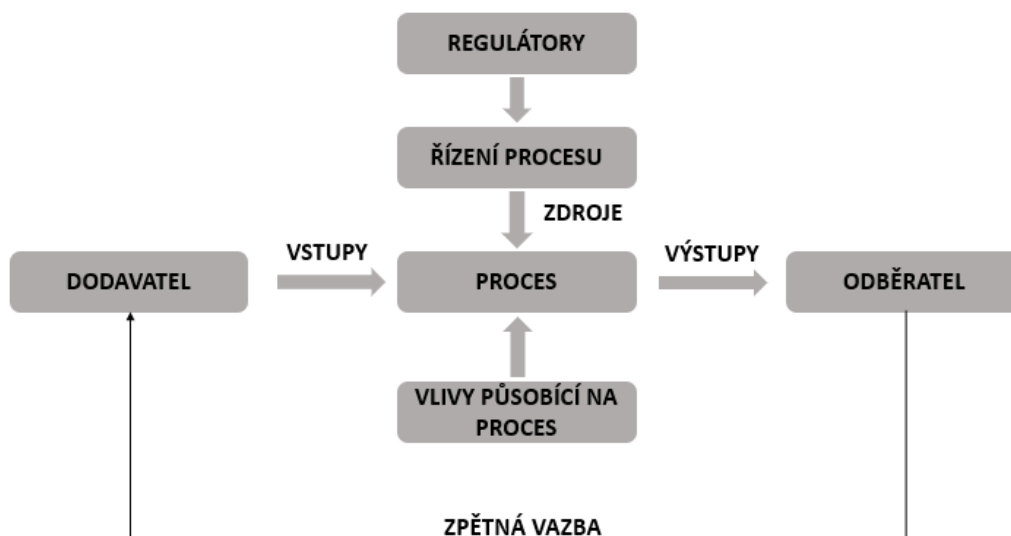 REGULÁTORY
ŘÍZENÍ PROCESU
ZDROJE
VSTUPY
VÝSTUPY
DODAVATEL
PROCES
ODBĚRATEL
VLIVY PŮSOBÍCÍ NA
PROCES
ZPĚTNÁ VAZBA